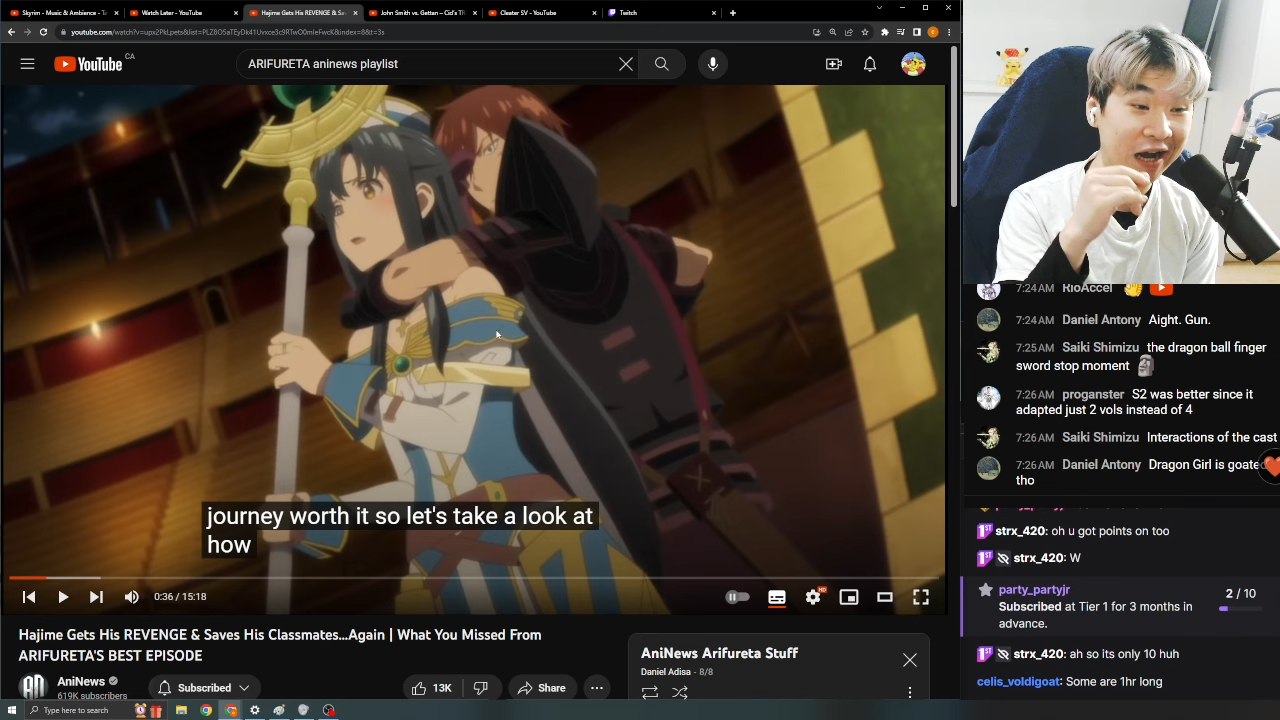 Skyrim - Music & Ambience - 
Watch Later - YouTube
Hajime Gets His REVENGE & Sa
John Smith vs. Gettan – Cid's T
Cleater SV - YouTube
Twitch
youtube.com/watch?v=
YouTube CA
ARIFURETA aninews playlist
journey worth it so let's take a look at
how
0:36 / 15:18
HD
Hajime Gets His REVENGE & Saves His Classmates...Again | What You Missed From
ARIFURETA'S BEST EPISODE
AniNews
619K subscribers
Subscribed
13K
Share
AniNews Arifureta Stuff
Daniel Adisa - 8/8
Type here to search
7:24AM RioAccel
7:24AM Daniel Antony Aight. Gun.
7:25AM Saiki Shimizu the dragon ball finger
sword stop moment
7:26AM proganster S2 was better since it
adapted just 2 vols instead of 4
7:26AM Saiki Shimizu Interactions of the cast
7:26AM Daniel Antony Dragon Girl is goate
tho
1ST strx_420: oh u got points on too
1ST strx_420: W
party_partyjr
Subscribed at Tier 1 for 3 months in
advance.
2 / 10
1ST strx_420: ah so its only 10 huh
celis_voldigoat: Some are 1hr long